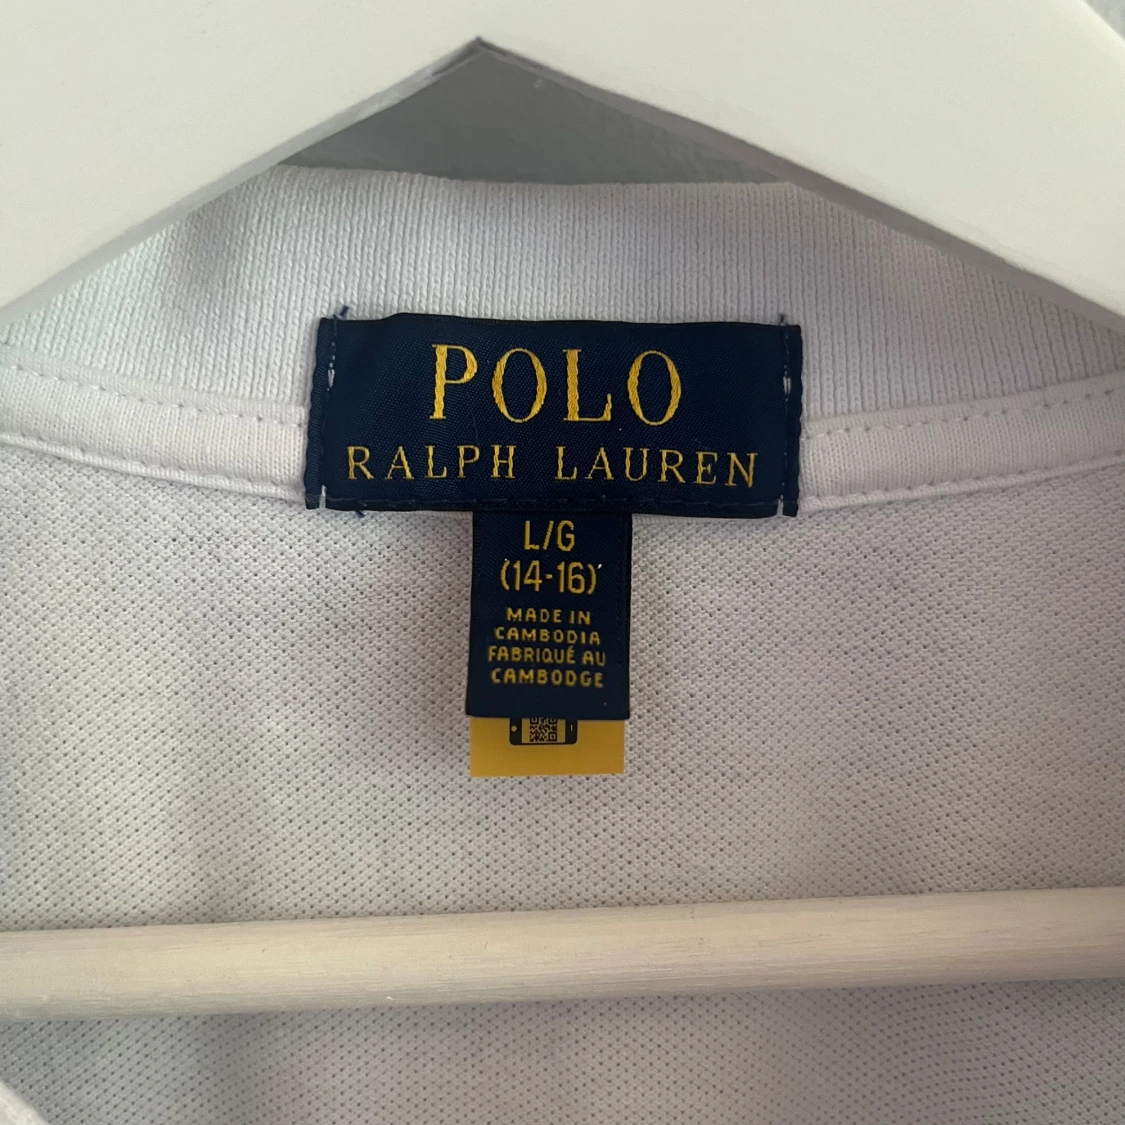 POLO
RALPH LAUREN
L/G
(14-16)
MADE IN
CAMBODIA
FABRIQUÉ AU
CAMBODGE